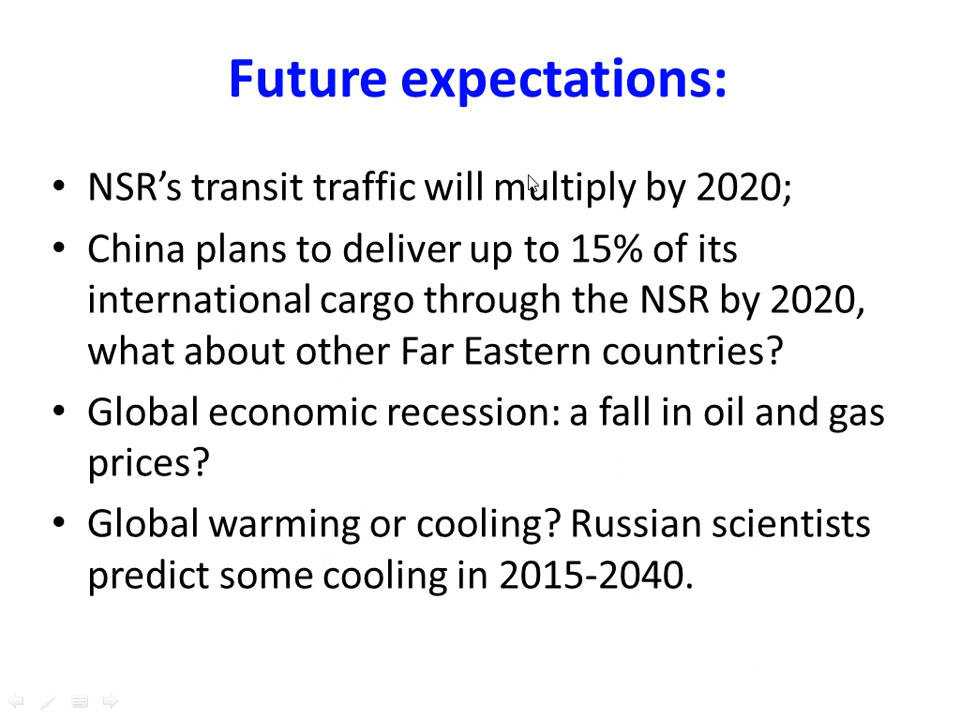 Future expectations:
• NSR’s transit traffic will multiply by 2020;
• China plans to deliver up to 15% of its
international cargo through the NSR by 2020,
what about other Far Eastern countries?
• Global economic recession: a fall in oil and gas
prices?
• Global warming or cooling? Russian scientists
predict some cooling in 2015-2040.